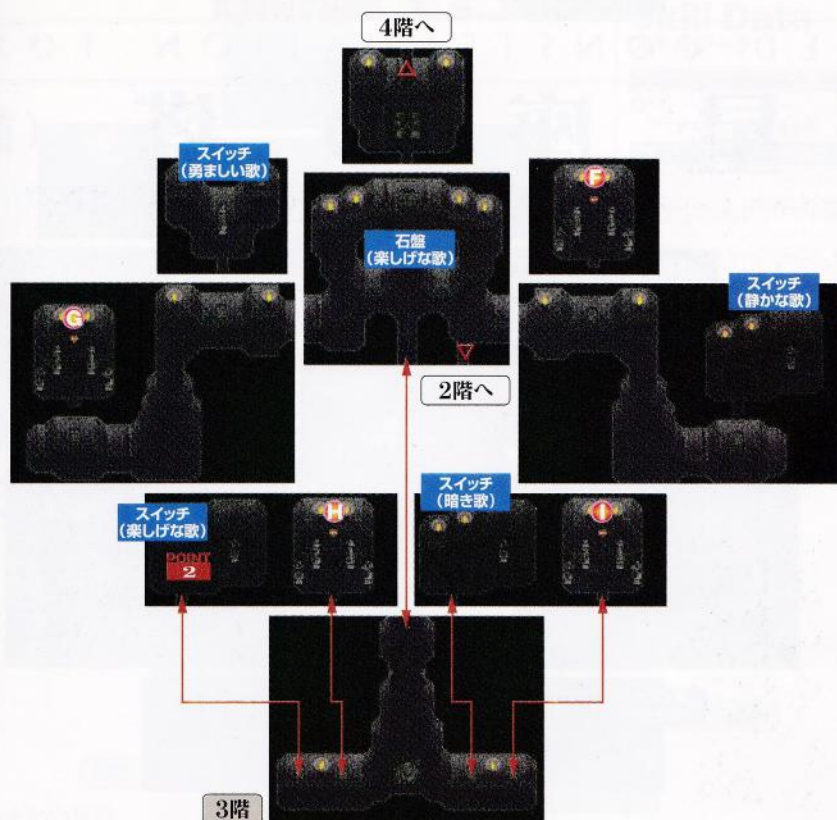 4階へ
スイッチ
(勇ましい歌)
F
石盤
(楽しげな歌)
スイッチ
(静かな歌)
G
2階へ
スイッチ
(楽しげな歌)
POINT
2
H
スイッチ
(暗き歌)
I
3階